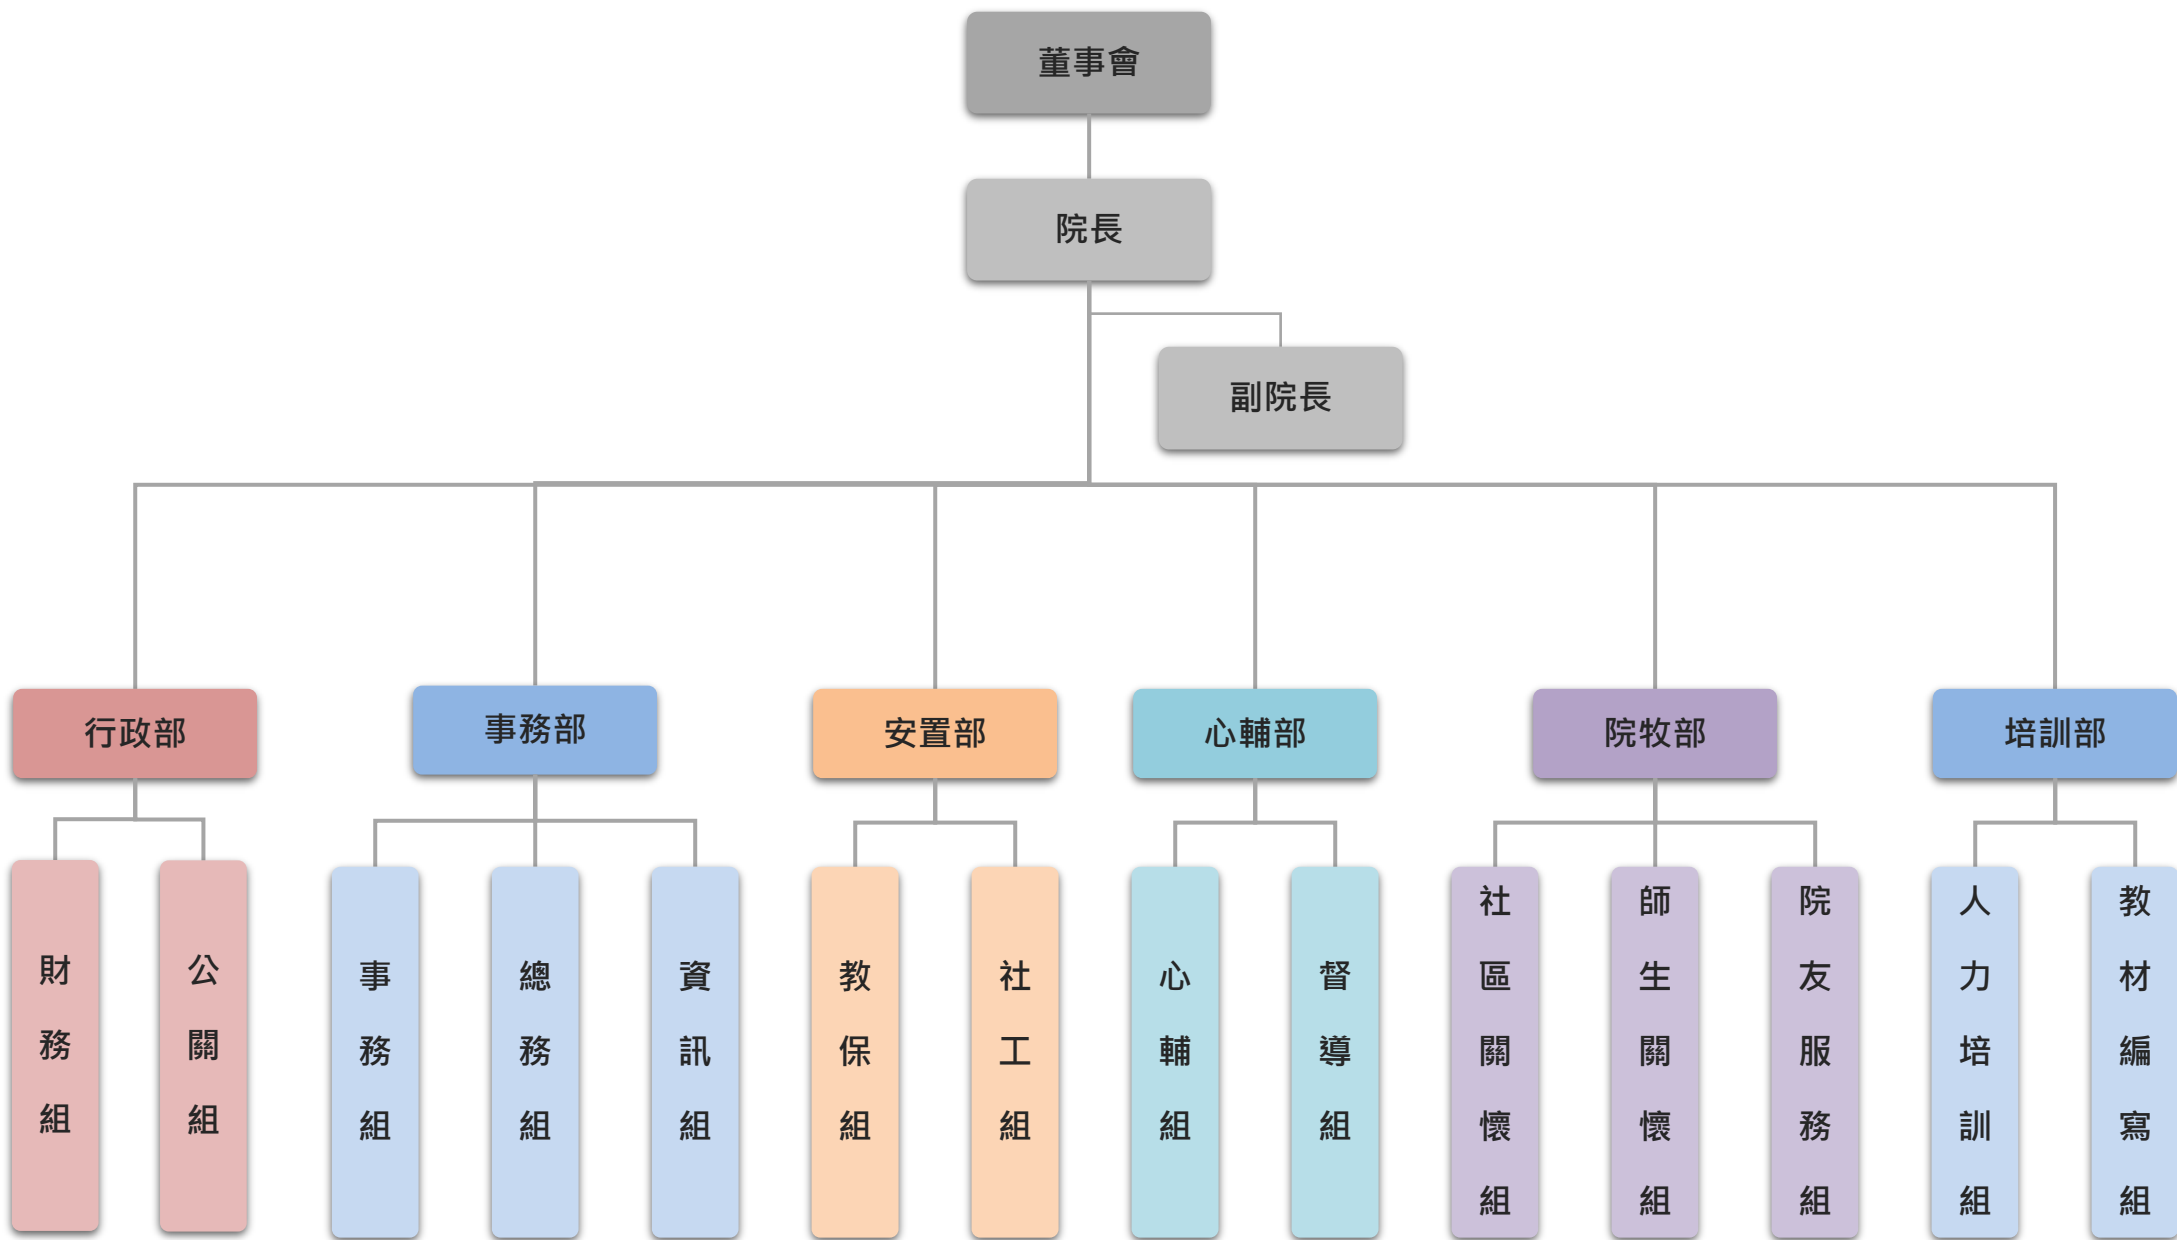 董事會
院長
副院長
行政部
事務部
安置部
心輔部
院牧部
培訓部
財務組
公關組
事務組
總務組
資訊組
教保組
社工組
心輔組
督導組
社區關懷組
師生關懷組
院友服務組
人力培訓組
教材編寫組